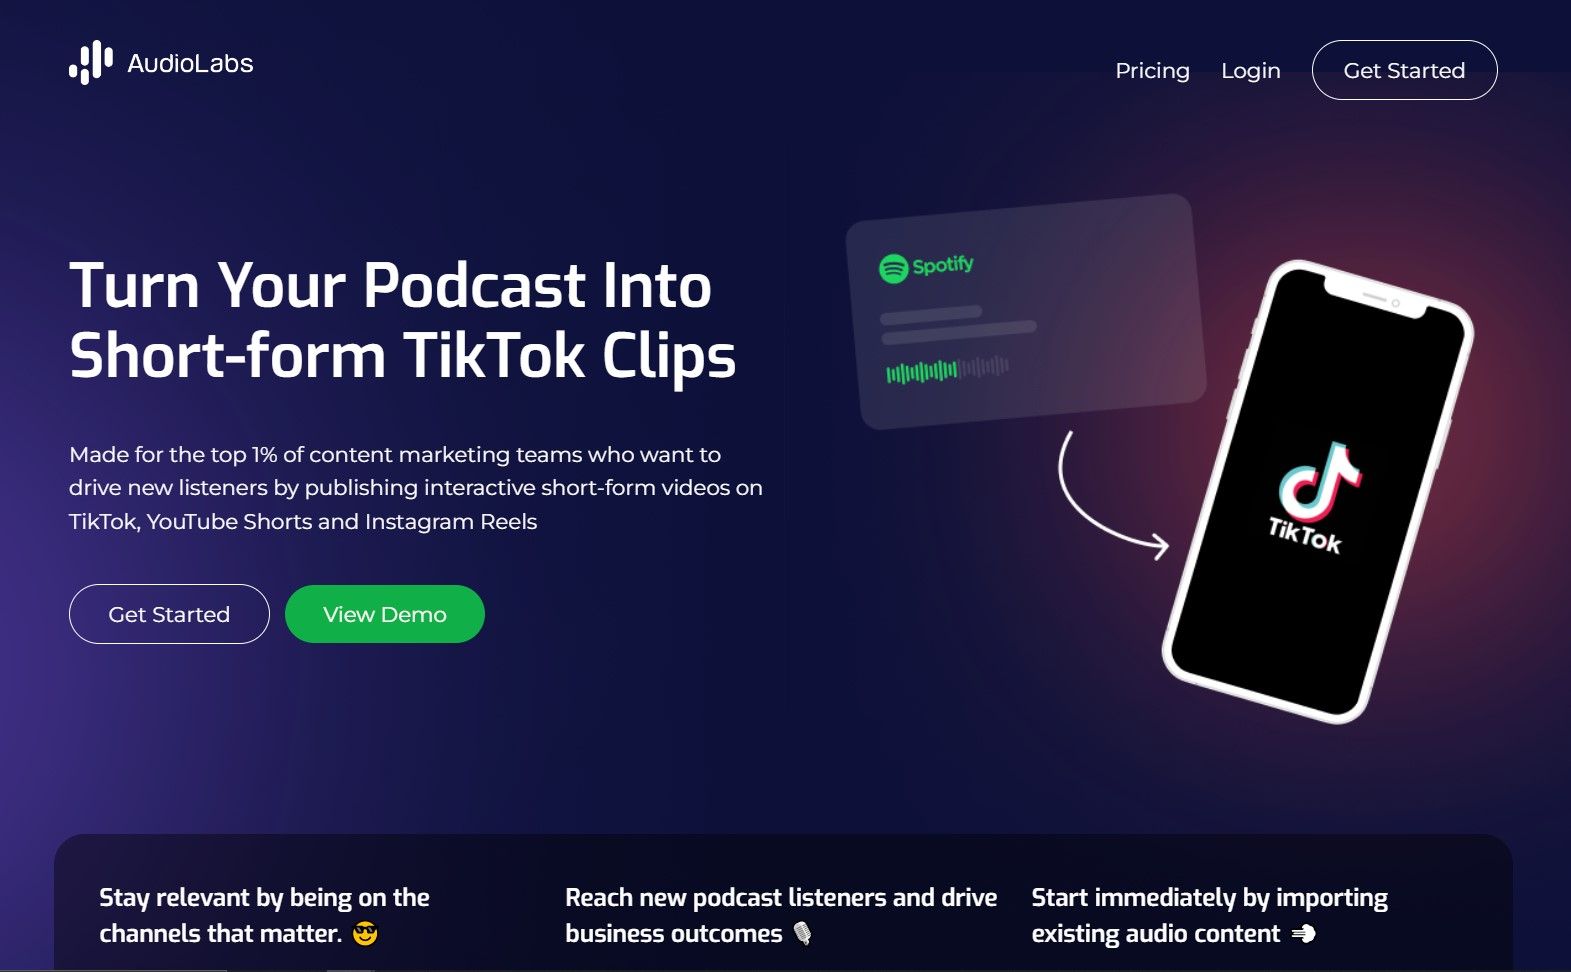 AudioLabs
Pricing
Login
Get Started
Turn Your Podcast Into
Short-form TikTok Clips
Made for the top 1% of content marketing teams who want to
drive new listeners by publishing interactive short-form videos on
TikTok, YouTube Shorts and Instagram Reels
Get Started
View Demo
Spotify
TikTok
Stay relevant by being on the
channels that matter. 😎
Reach new podcast listeners and drive
business outcomes 🎙️
Start immediately by importing
existing audio content 💨